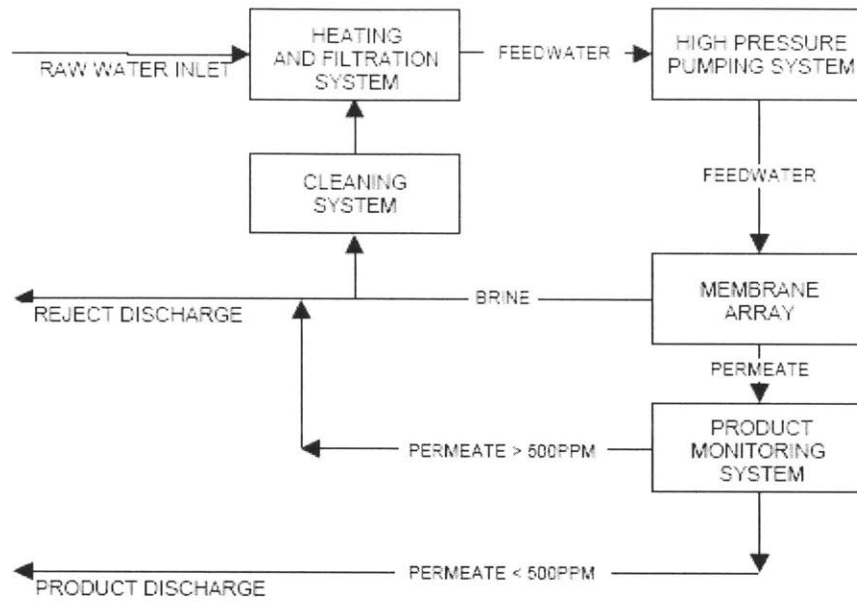 HEATING
AND FILTRATION
SYSTEM
FEEDWATER
HIGH PRESSURE
PUMPING SYSTEM
RAW WATER INLET
CLEANING
SYSTEM
FEEDWATER
REJECT DISCHARGE
BRINE
MEMBRANE
ARRAY
PERMEATE
PERMEATE > 500PPM
PRODUCT
MONITORING
SYSTEM
PRODUCT DISCHARGE
PERMEATE < 500PPM